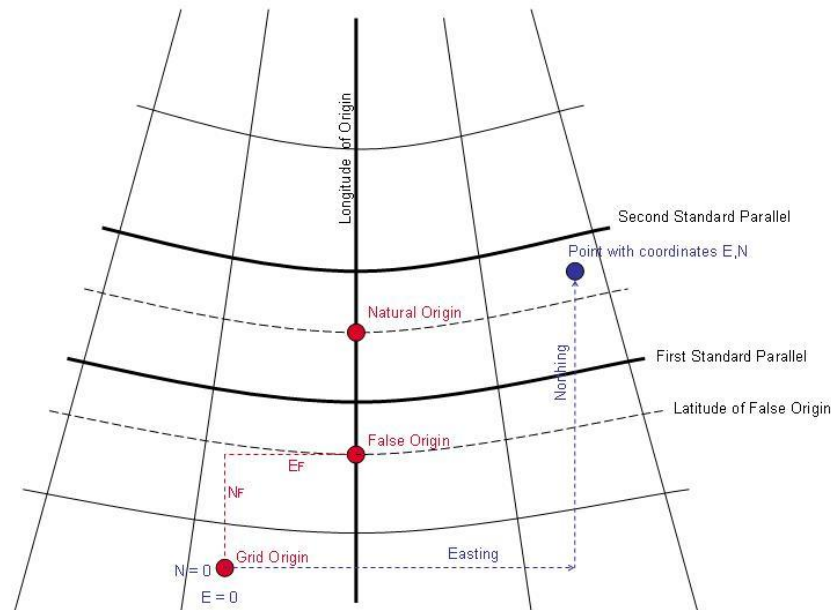 Longitude of Origin
Second Standard Parallel
Point with coordinates E,N
Natural Origin
Northing
First Standard Parallel
Latitude of False Origin
False Origin
EF
NF
Grid Origin
Easting
N = 0
E = 0